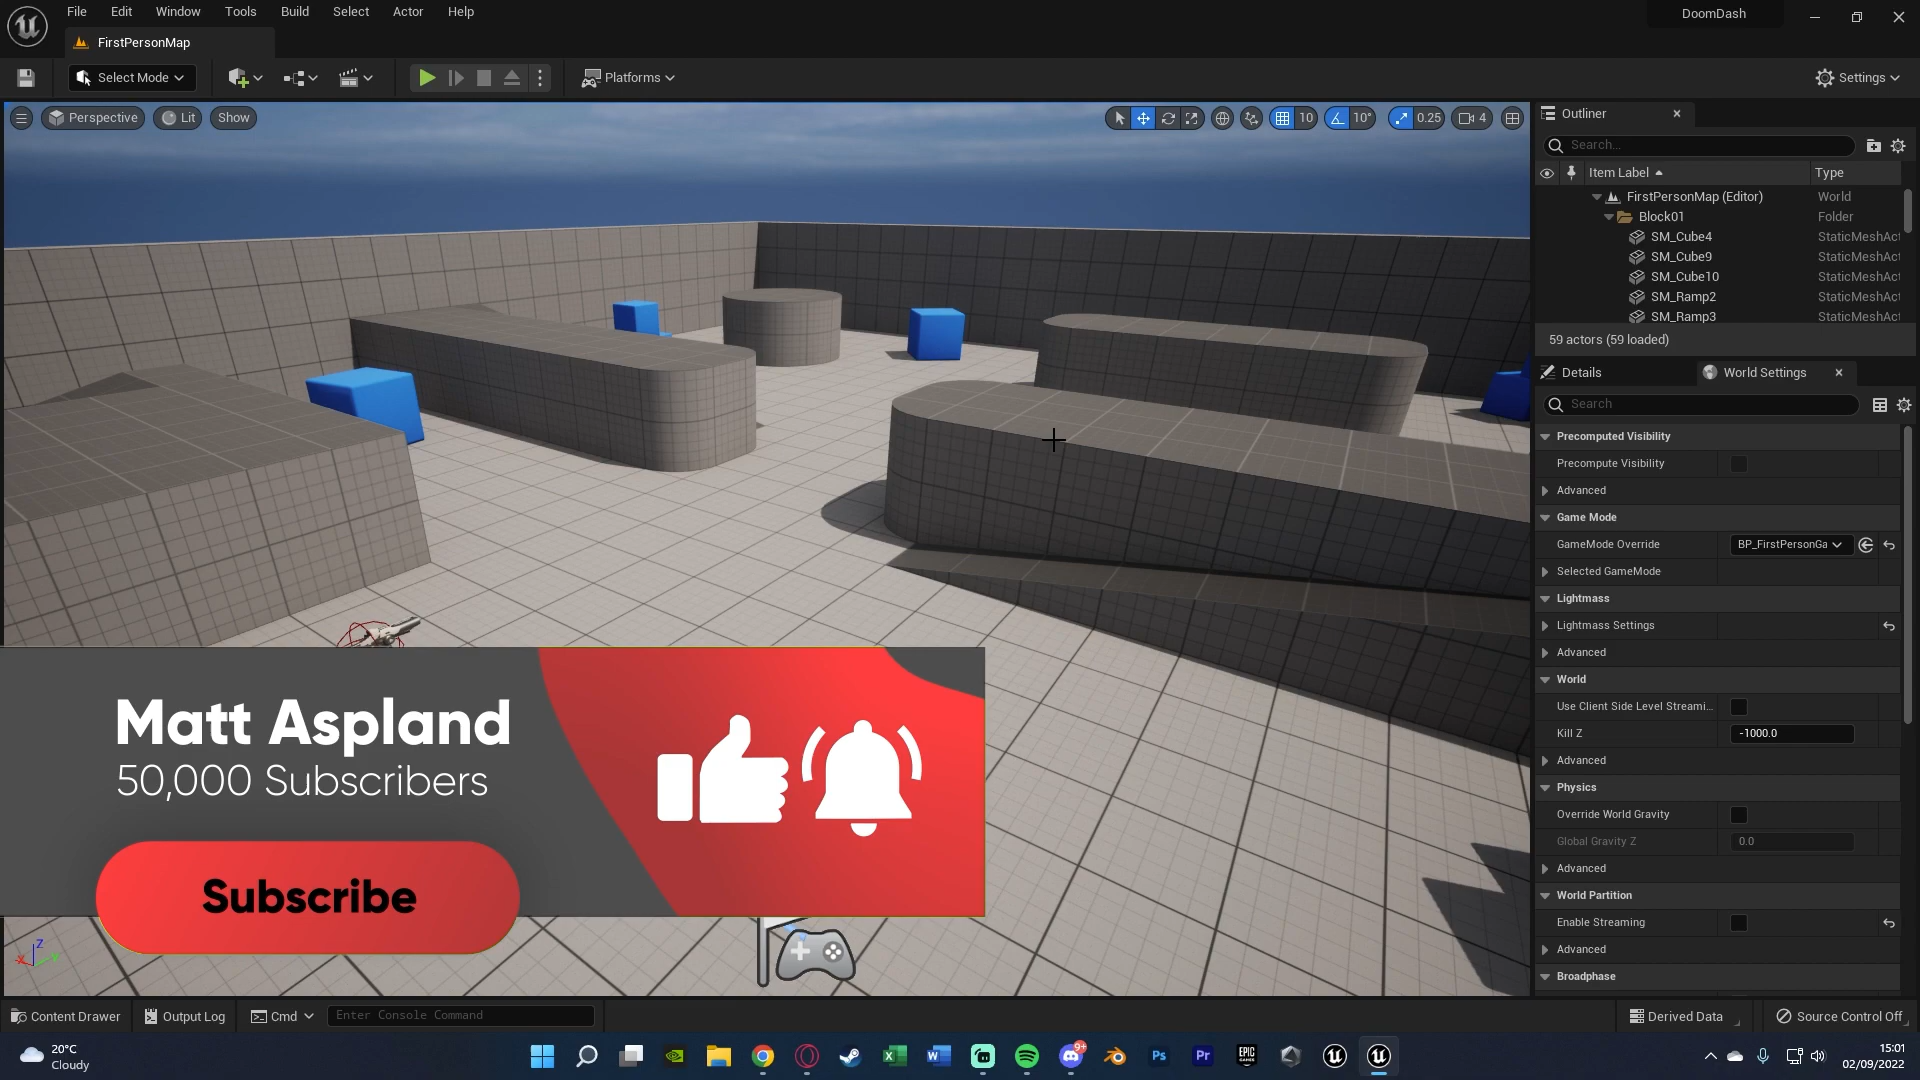 File Edit Window Tools Build Select Actor Help
DoomDash
FirstPersonMap
Select Mode
Platforms
Settings
Perspective
Lit
Show
10
10°
0.25
4
Outliner
Search...
Item Label Type
FirstPersonMap (Editor) World
Block01 Folder
SM_Cube4 StaticMeshAct
SM_Cube9 StaticMeshAct
SM_Cube10 StaticMeshAct
SM_Ramp2 StaticMeshAct
SM_Ramp3 StaticMeshAct
59 actors (59 loaded)
Details
World Settings
Search
Precomputed Visibility
Precompute Visibility
Advanced
Game Mode
GameMode Override BP_FirstPersonGa
Selected GameMode
Lightmass
Lightmass Settings
Advanced
World
Use Client Side Level Streami...
Kill Z -1000.0
Advanced
Physics
Override World Gravity
Global Gravity Z 0.0
Advanced
World Partition
Enable Streaming
Advanced
Broadphase
Matt Aspland
50,000 Subscribers
Subscribe
Z
X
Content Drawer
Output Log
Cmd
Enter Console Command
Derived Data
Source Control Off
20°C
Cloudy
9+
Ps
Pr
EPIC
GAMES
15:01
02/09/2022